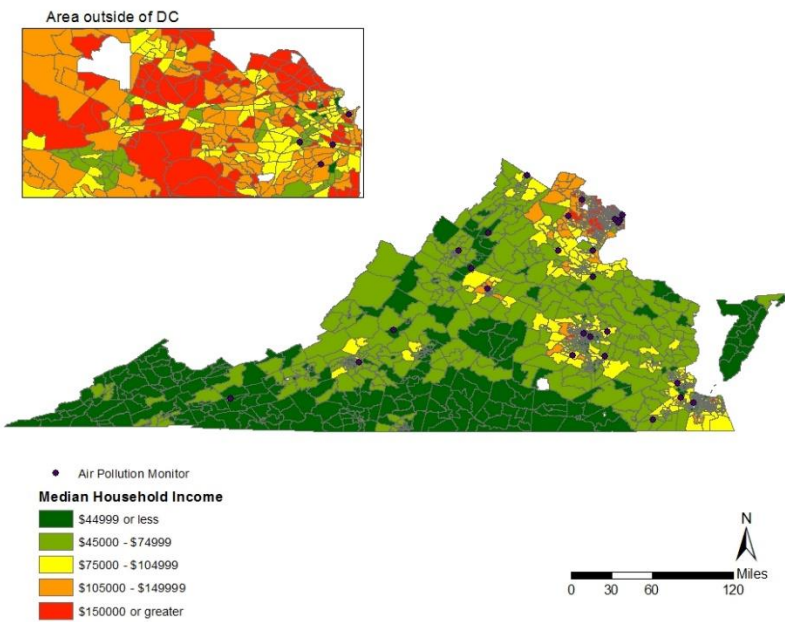 Area outside of DC
Air Pollution Monitor
Median Household Income
$44999 or less
$45000 - $74999
$75000 - $104999
$105000 - $149999
$150000 or greater
N
Miles
0 30 60 120